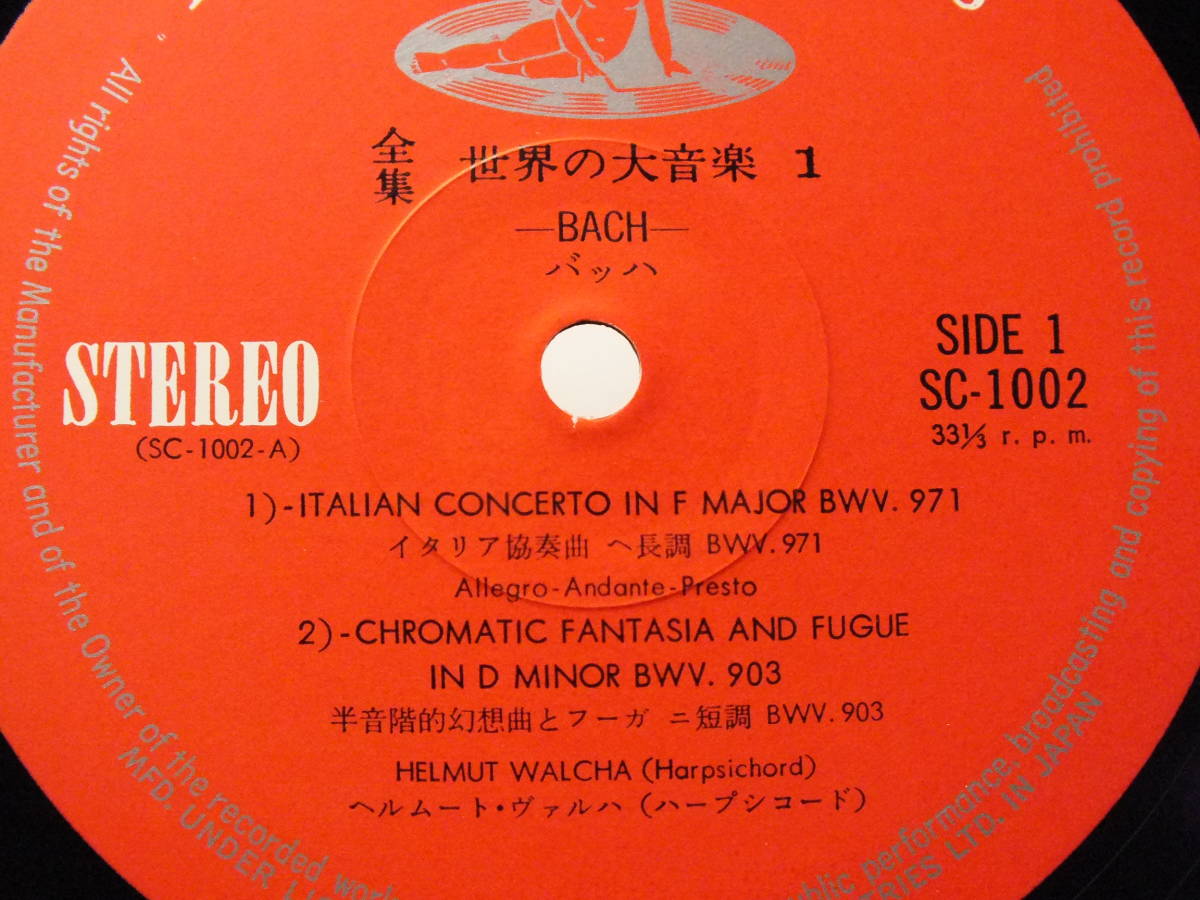 全集 世界の大音楽 1
—BACH—
バッハ
STEREO
(SC-1002-A)
SIDE 1
SC-1002
33⅓ r. p. m.
1)-ITALIAN CONCERTO IN F MAJOR BWV. 971
イタリア協奏曲 ヘ長調 BWV. 971
Allegro-Andante-Presto
2)-CHROMATIC FANTASIA AND FUGUE
IN D MINOR BWV. 903
半音階的幻想曲とフーガ ニ短調 BWV. 903
HELMUT WALCHA (Harpsichord)
ヘルムート・ヴァルハ (ハープシコード)
All rights of the Manufacturer and of the Owner of the recorded work
public performance, broadcasting and copying of this record prohibited
MFD. UNDER
LTD. IN JAPAN